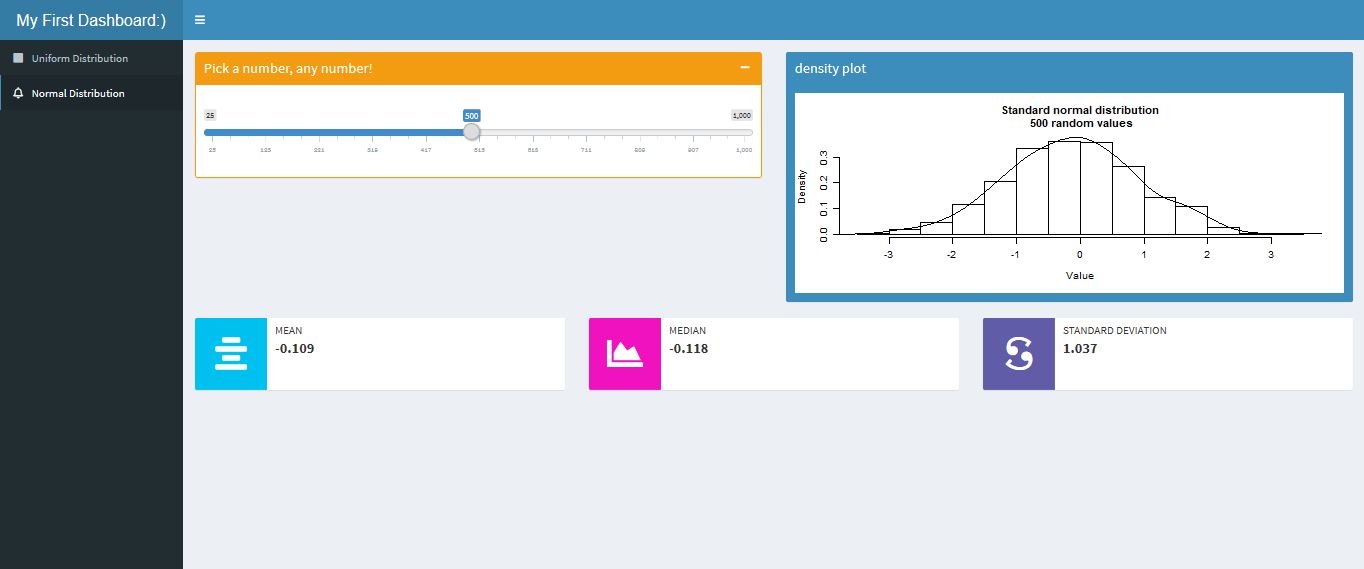 My First Dashboard:)
Uniform Distribution
Normal Distribution
Pick a number, any number!
25 500 1,000
25 123 221 319 417 515 613 711 809 907 1,000
density plot
Standard normal distribution
500 random values
Density
0.0 0.1 0.2 0.3
-3 -2 -1 0 1 2 3
Value
MEAN
-0.109
MEDIAN
-0.118
STANDARD DEVIATION
1.037